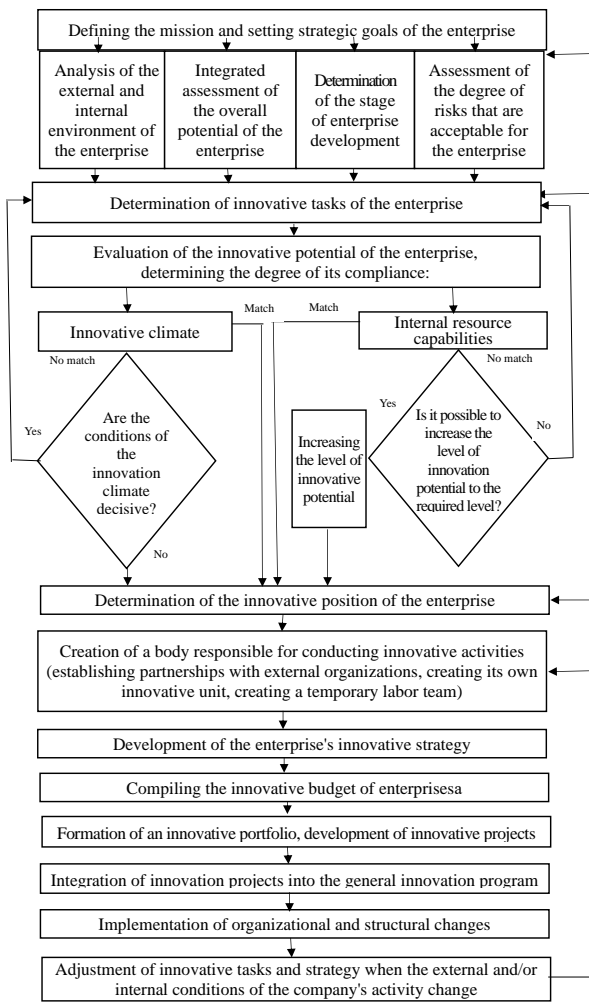 Defining the mission and setting strategic goals of the enterprise
Analysis of the
external and
internal
environment of
the enterprise
Integrated
assessment of
the overall
potential of the
enterprise
Determination
of the stage
of enterprise
development
Assessment of
the degree of
risks that are
acceptable for
the enterprise
Determination of innovative tasks of the enterprise
Evaluation of the innovative potential of the enterprise,
determining the degree of its compliance:
Match
Match
Innovative climate
Internal resource
capabilities
No match
No match
Yes
Are the
conditions of
the
innovation
climate
decisive?
No
Increasing
the level of
innovative
potential
Yes
Is it possible to
increase the
level of
innovation
potential to the
required level?
No
Determination of the innovative position of the enterprise
Creation of a body responsible for conducting innovative activities
(establishing partnerships with external organizations, creating its own
innovative unit, creating a temporary labor team)
Development of the enterprise's innovative strategy
Compiling the innovative budget of enterprisesa
Formation of an innovative portfolio, development of innovative projects
Integration of innovation projects into the general innovation program
Implementation of organizational and structural changes
Adjustment of innovative tasks and strategy when the external and/or
internal conditions of the company's activity change